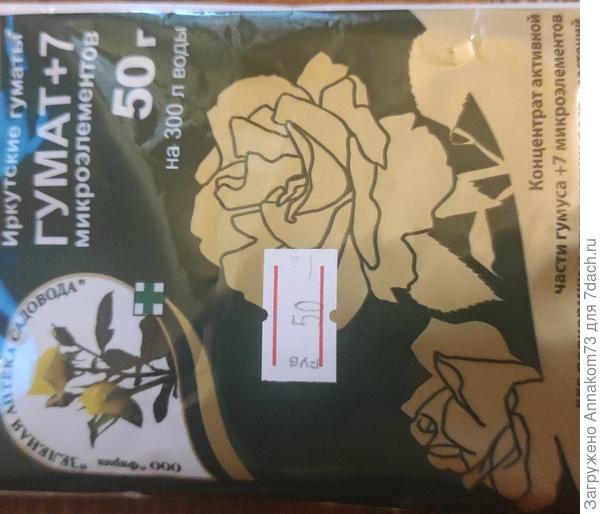 Иркутские гуматы
ГУМАТ+7
микроэлементов
50 г
на 300 л воды
"ЗЕЛЕНАЯ АПТЕКА САДОВОДА"
ООО "Фирма
Руб
50
Концентрат активной
части гумуса +7 микроэлементов
Загружено Annakom73 для 7dach.ru